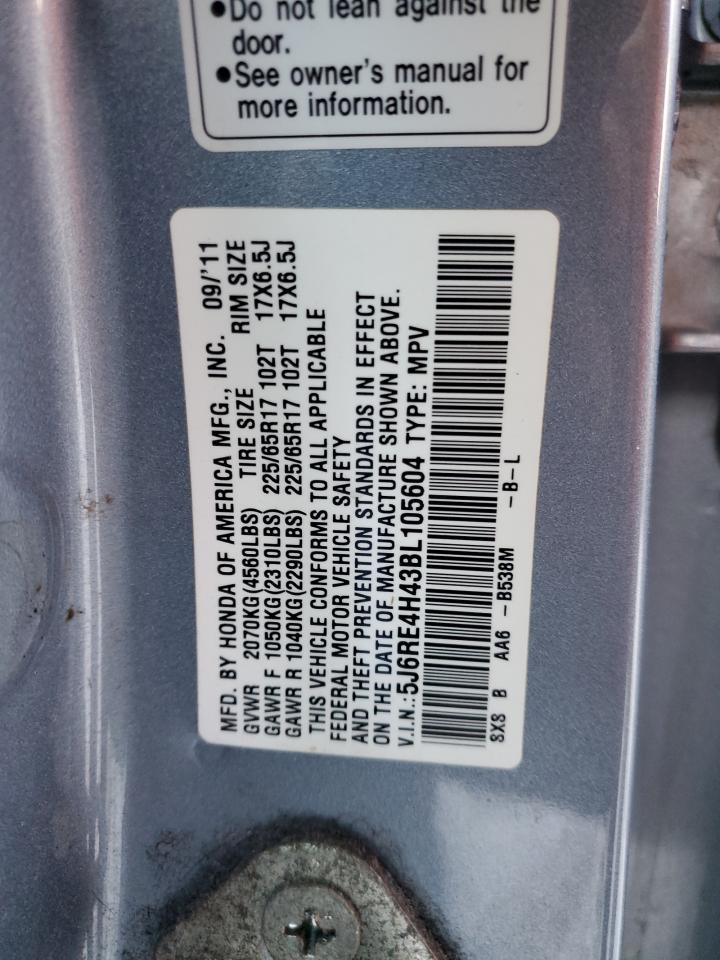 ●Do not lean against the
door.
●See owner's manual for
more information.
MFD. BY HONDA OF AMERICA MFG., INC. 09/'11
GVWR 2070KG(4560LBS) TIRE SIZE RIM SIZE
GAWR F 1050KG(2310LBS) 225/65R17 102T 17X6.5J
GAWR R 1040KG(2290LBS) 225/65R17 102T 17X6.5J
THIS VEHICLE CONFORMS TO ALL APPLICABLE
FEDERAL MOTOR VEHICLE SAFETY
AND THEFT PREVENTION STANDARDS IN EFFECT
ON THE DATE OF MANUFACTURE SHOWN ABOVE.
V.I.N.:5J6RE4H43BL105604 TYPE: MPV
8X8 B AA6 -B538M -B-L